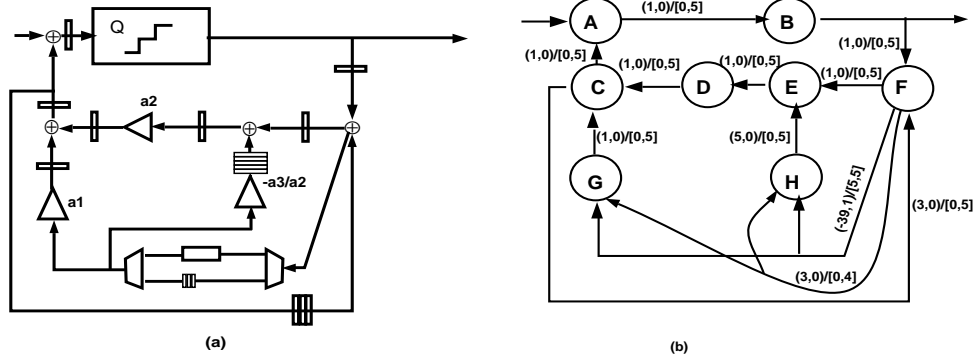 Q
a2
-a3/a2
a1
(a)
(1,0)/[0,5]
A
B
(1,0)/[0,5]
(1,0)/[0,5]
(1,0)/[0,5]
(1,0)/[0,5]
(1,0)/[0,5]
C
D
E
F
(1,0)/[0,5]
(5,0)/[0,5]
G
H
(-39,1)/[5,5]
(3,0)/[0,5]
(3,0)/[0,4]
(b)